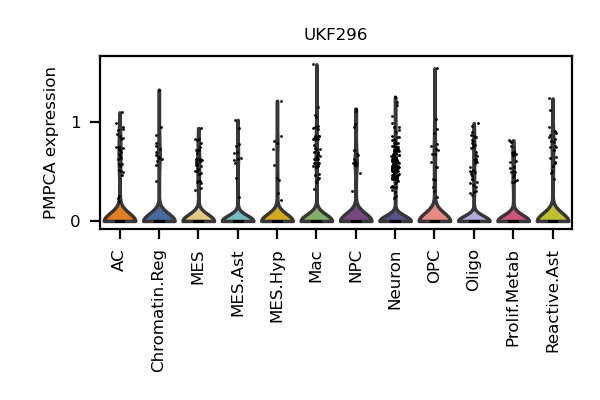 UKF296
PMPCA expression
1
0
AC
Chromatin.Reg
MES
MES.Ast
MES.Hyp
Mac
NPC
Neuron
OPC
Oligo
Prolif.Metab
Reactive.Ast